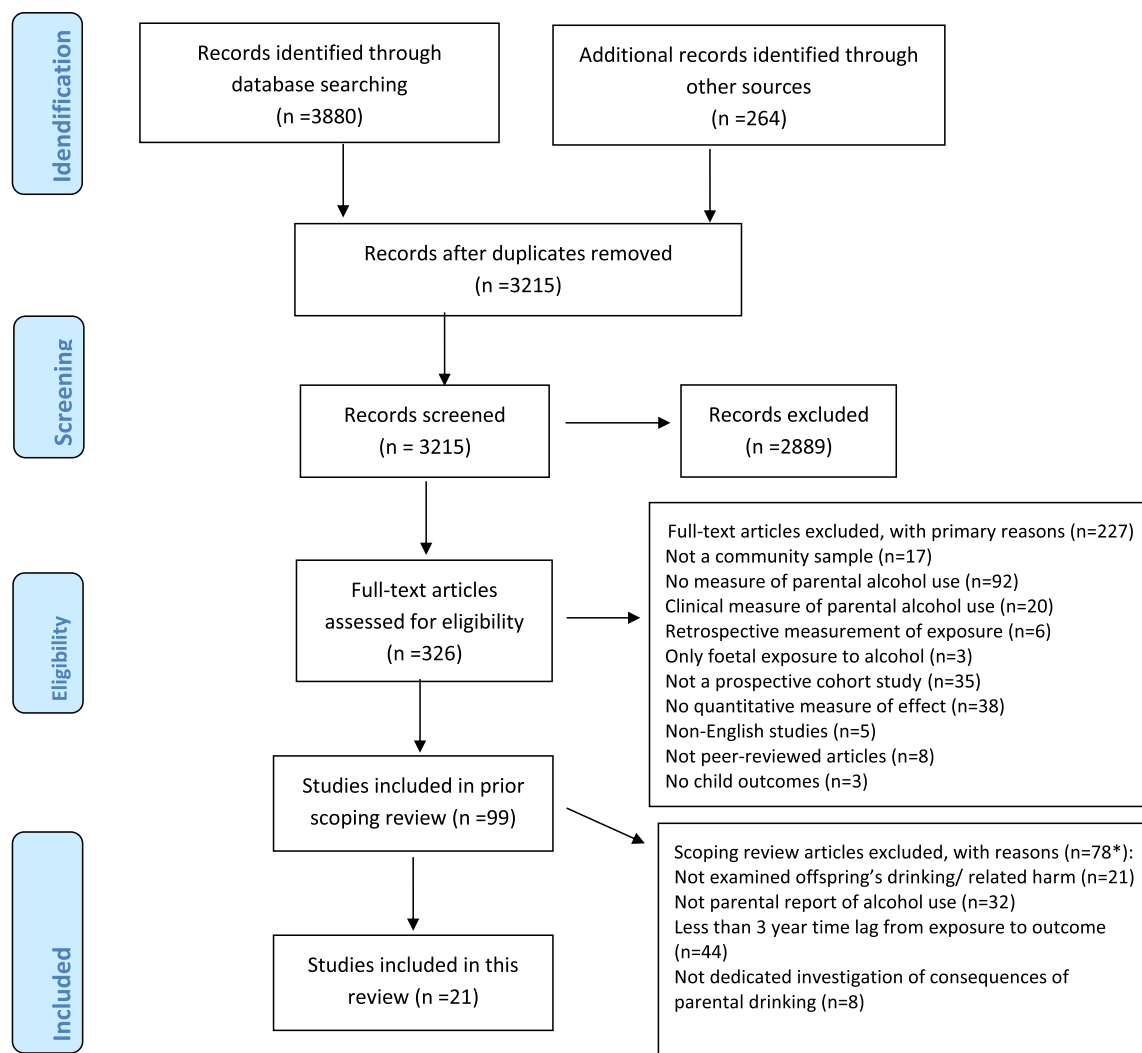 Idendification
Records identified through
database searching
(n =3880)
Additional records identified through
other sources
(n =264)
Records after duplicates removed
(n =3215)
Screening
Records screened
(n = 3215)
Records excluded
(n =2889)
Eligibility
Full-text articles
assessed for eligibility
(n =326)
Full-text articles excluded, with primary reasons (n=227)
Not a community sample (n=17)
No measure of parental alcohol use (n=92)
Clinical measure of parental alcohol use (n=20)
Retrospective measurement of exposure (n=6)
Only foetal exposure to alcohol (n=3)
Not a prospective cohort study (n=35)
No quantitative measure of effect (n=38)
Non-English studies (n=5)
Not peer-reviewed articles (n=8)
No child outcomes (n=3)
Studies included in prior
scoping review (n =99)
Included
Scoping review articles excluded, with reasons (n=78*):
Not examined offspring’s drinking/ related harm (n=21)
Not parental report of alcohol use (n=32)
Less than 3 year time lag from exposure to outcome
(n=44)
Not dedicated investigation of consequences of
parental drinking (n=8)
Studies included in this
review (n =21)